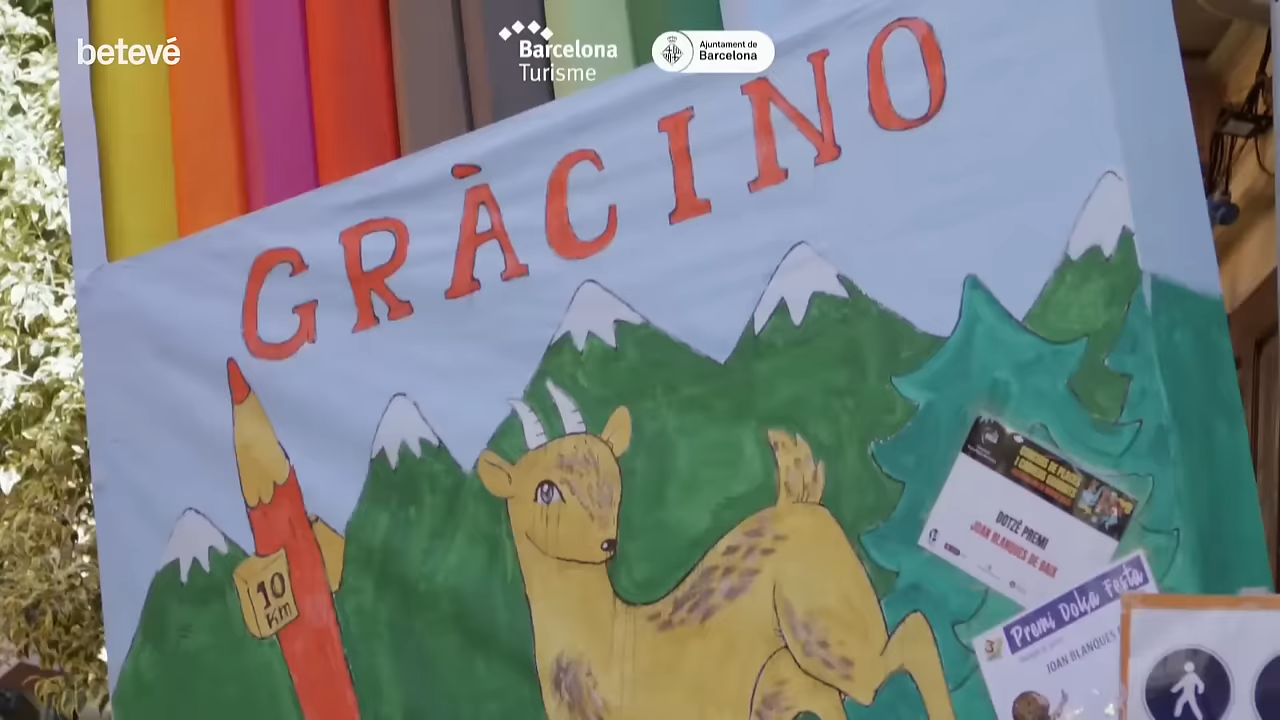 betevé
Barcelona
Turisme
Ajuntament de
Barcelona
GRÀCINO
10
Km
DOTZÈ PREMI
JOAN BLANQUES DE BAIX
Premi Dolça Festa
JOAN BLANQUES